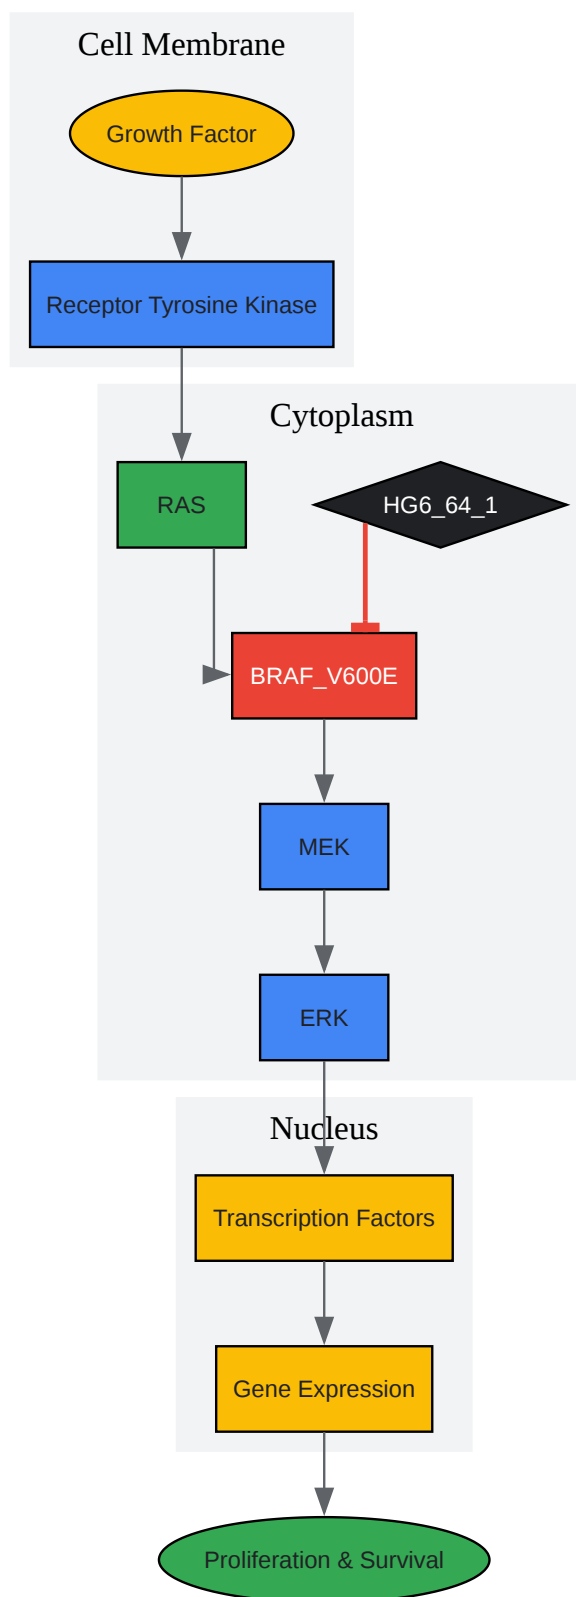 Cell Membrane
Growth Factor
Receptor Tyrosine Kinase
Cytoplasm
RAS
HG6_64_1
BRAF_V600E
MEK
ERK
Nucleus
Transcription Factors
Gene Expression
Proliferation & Survival